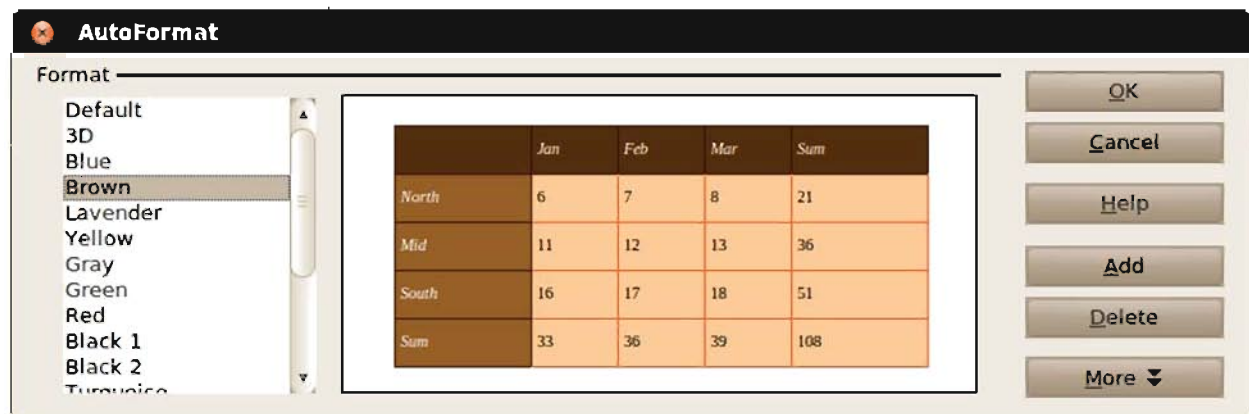 AutoFormat
Format
Default
3D
Blue
Brown
Lavender
Yellow
Gray
Green
Red
Black 1
Black 2
Turquoise
Jan Feb Mar Sum
North 6 7 8 21
Mid 11 12 13 36
South 16 17 18 51
Sum 33 36 39 108
OK
Cancel
Help
Add
Delete
More